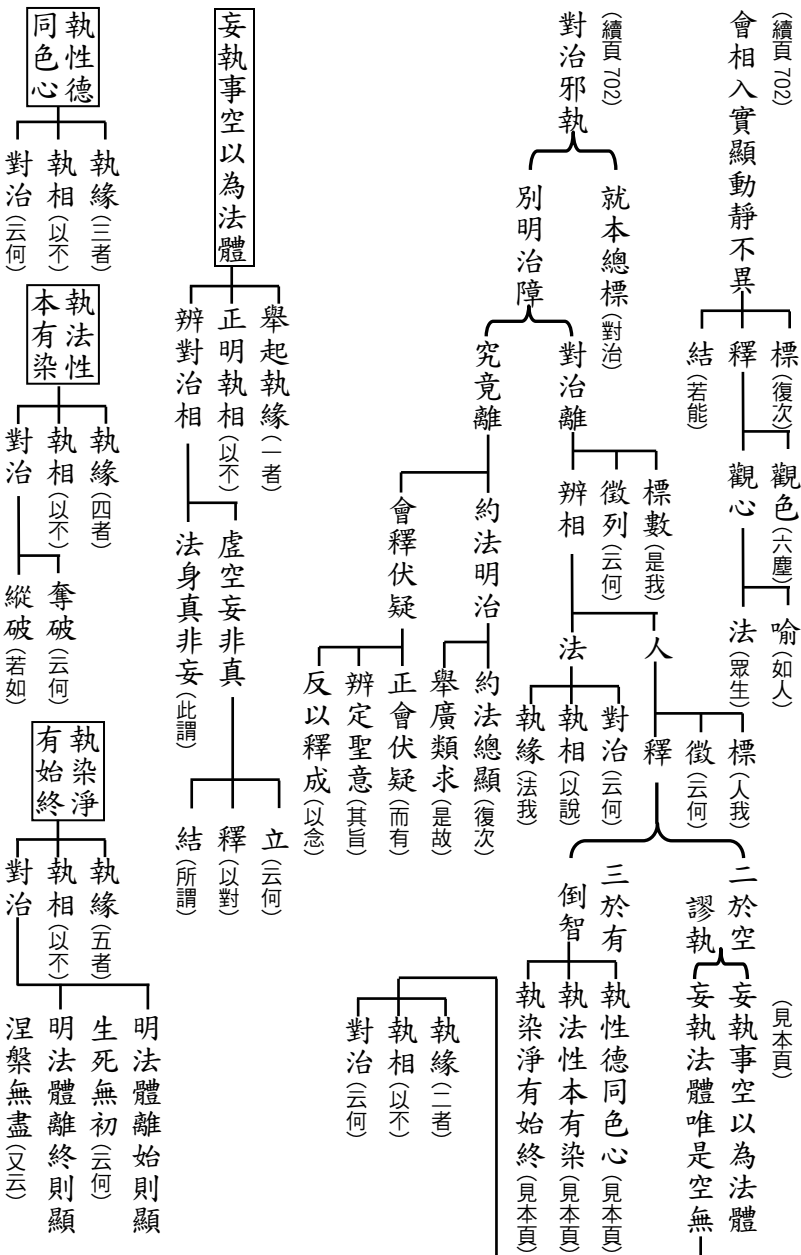 (續頁 702)
會相入實顯動靜不異
標(復次)
釋
結(若能)
觀色(六塵)
觀心
喻(如人)
法(眾生)
(續頁 702)
對治邪執
就本總標(對治)
別明治障
對治離
究竟離
標數(是我)
徵列(云何)
辨相
人
法
標(人我)
徵(云何)
釋
對治(云何)
執相(以說)
執緣(法我)
二於空謬執
三於有倒智
(見本頁)
妄執事空以為法體
妄執法體唯是空無
執性德同色心(見本頁)
執法性本有染(見本頁)
執染淨有始終(見本頁)
約法明治
會釋伏疑
約法總顯(復次)
舉廣類求(是故)
正會伏疑(而有)
辨定聖意(其旨)
反以釋成(以念)
執緣(二者)
執相(以不)
對治(云何)
妄執事空以為法體
舉起執緣(一者)
正明執相(以不)
辨對治相
虛空妄非真
法身真非妄(此謂)
立(云何)
釋(以對)
結(所謂)
執性德
同色心
執緣(三者)
執相(以不)
對治(云何)
執法性
本有染
執緣(四者)
執相(以不)
對治
奪破(云何)
縱破(若如)
執染淨
有始終
執緣(五者)
執相(以不)
對治
明法體離始則顯
生死無初(云何)
明法體離終則顯
涅槃無盡(又云)